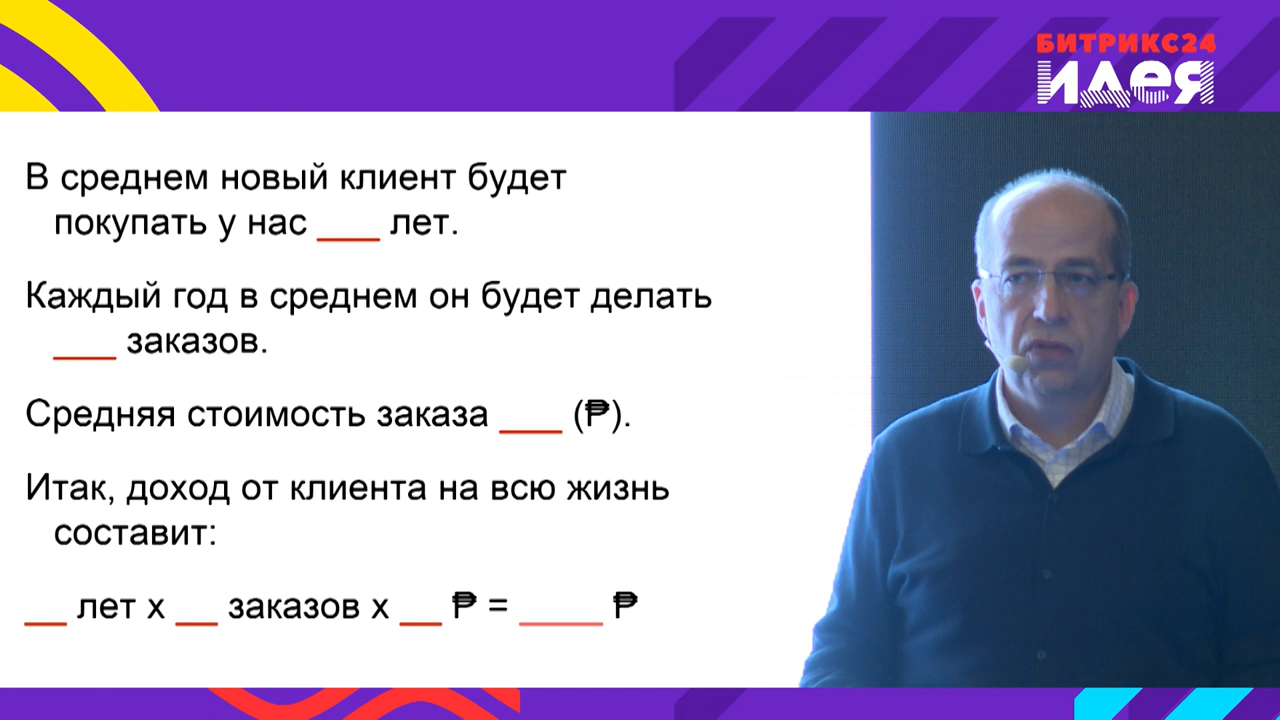 БИТРИКС24
идея
В среднем новый клиент будет
покупать у нас ___ лет.
Каждый год в среднем он будет делать
___ заказов.
Средняя стоимость заказа ___ (₱).
Итак, доход от клиента на всю жизнь
составит:
__ лет х __ заказов х __ ₱ = ____ ₱